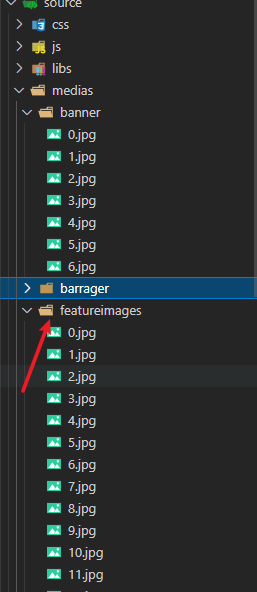 source
css
js
libs
medias
banner
0.jpg
1.jpg
2.jpg
3.jpg
4.jpg
5.jpg
6.jpg
barrager
featureimages
0.jpg
1.jpg
2.jpg
3.jpg
4.jpg
5.jpg
6.jpg
7.jpg
8.jpg
9.jpg
10.jpg
11.jpg